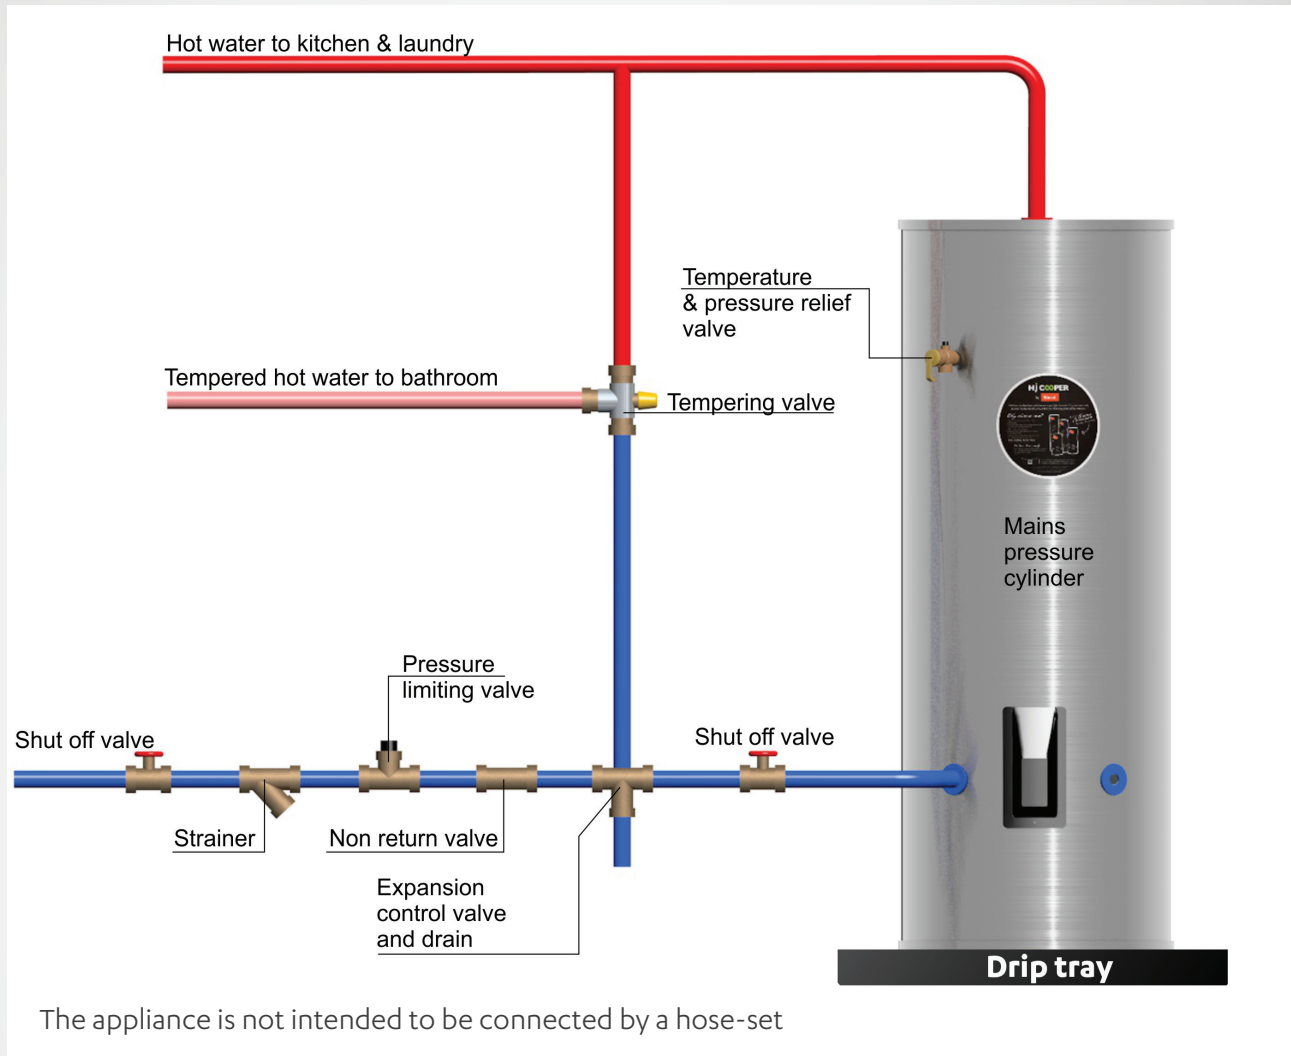 Hot water to kitchen & laundry
Temperature
& pressure relief
valve
Tempered hot water to bathroom
Tempering valve
HJ COOPER
Mains
pressure
cylinder
Pressure
limiting valve
Shut off valve
Shut off valve
Strainer
Non return valve
Expansion
control valve
and drain
Drip tray
The appliance is not intended to be connected by a hose-set